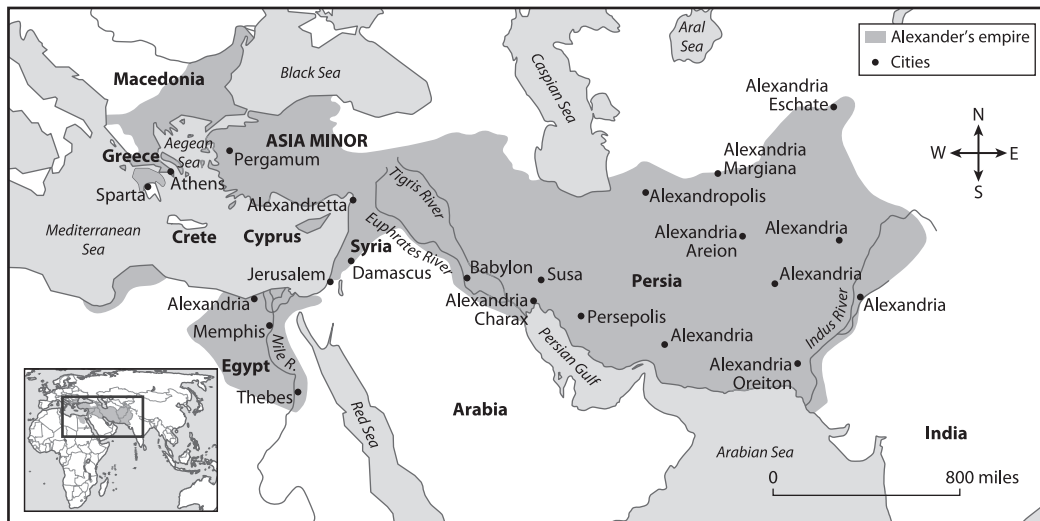 Aral
Sea
Alexander's empire
Cities
Macedonia
Black Sea
Caspian Sea
Alexandria
Eschate
N
W
E
S
Greece
Aegean
Sea
ASIA MINOR
Pergamum
Athens
Sparta
Alexandria
Margiana
Alexandropolis
Tigris River
Alexandretta
Mediterranean
Sea
Crete
Cyprus
Syria
Euphrates River
Alexandria
Areion
Alexandria
Jerusalem
Damascus
Babylon
Susa
Persia
Alexandria
Indus River
Alexandria
Alexandria
Alexandria
Charax
Persepolis
Memphis
Nile R.
Alexandria
Egypt
Persian Gulf
Alexandria
Oreiton
Thebes
Arabia
Red Sea
India
Arabian Sea
0
800 miles